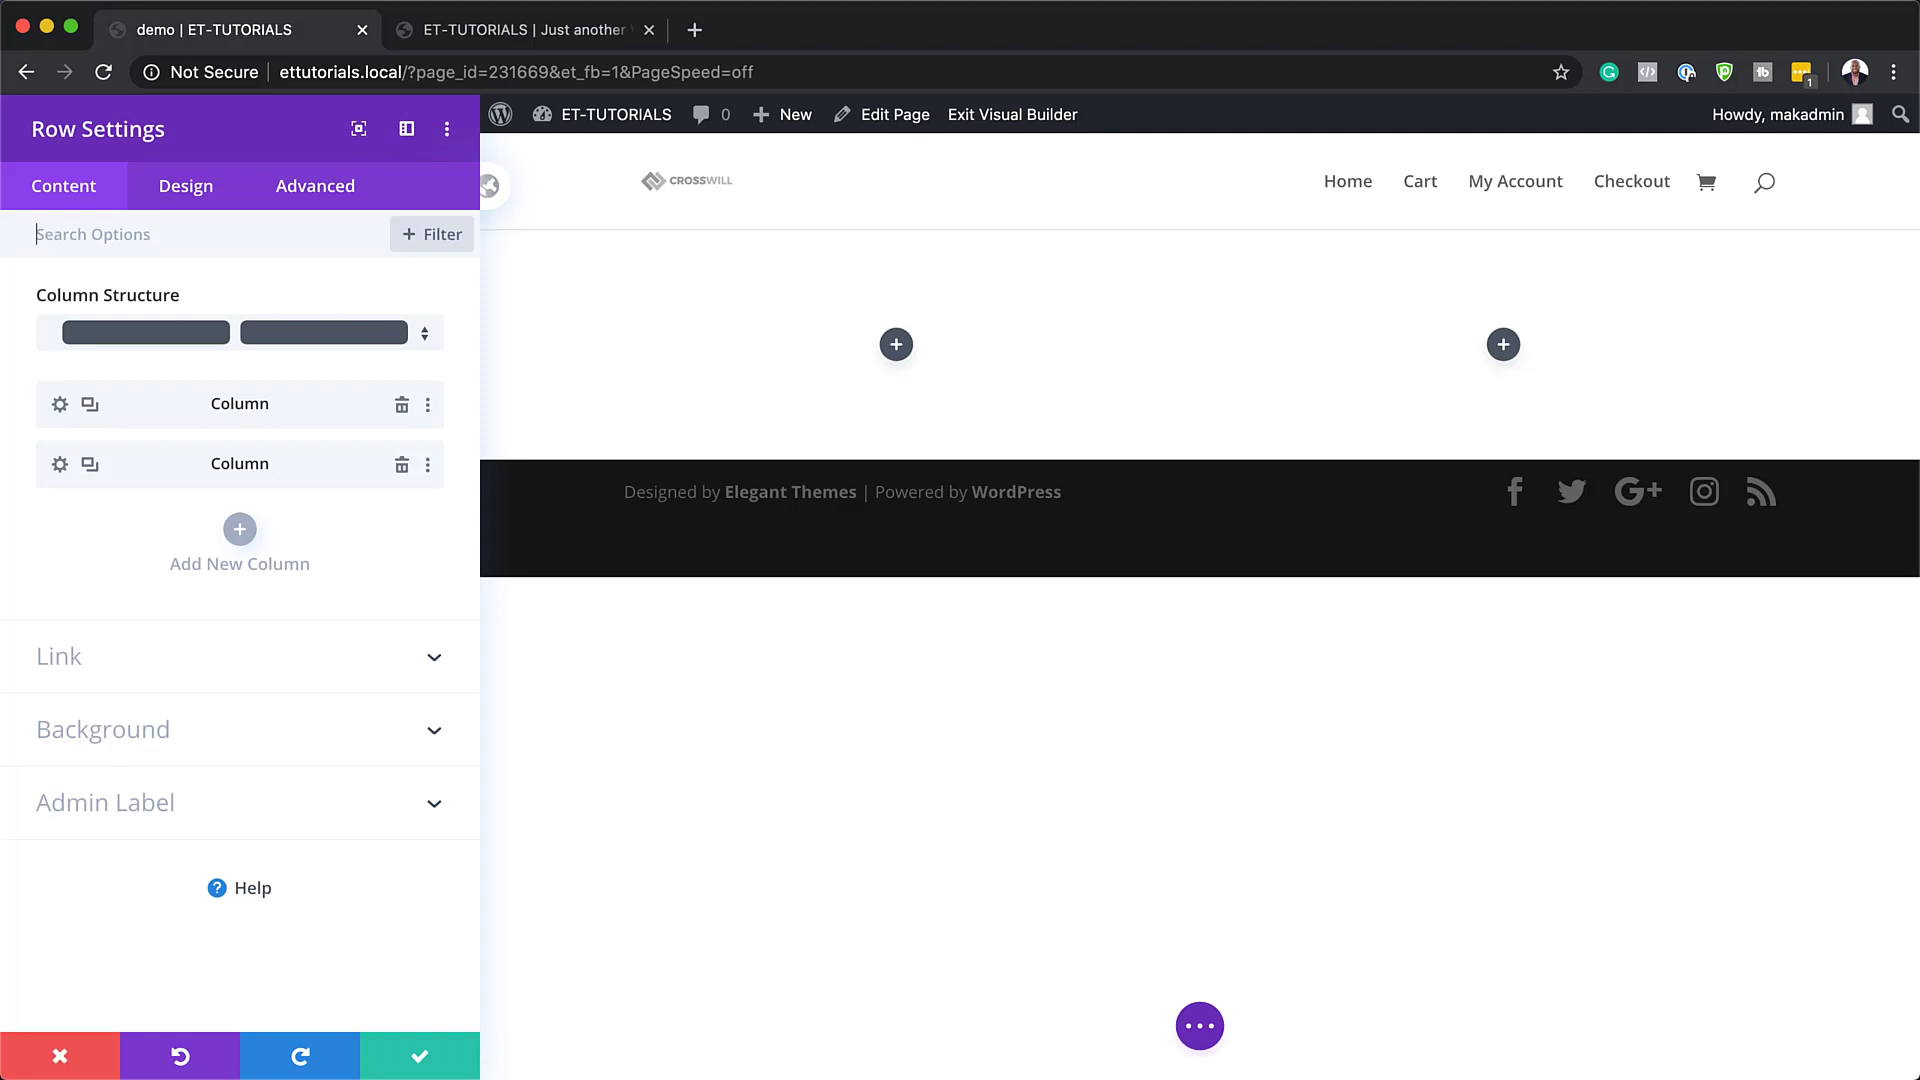 demo | ET-TUTORIALS
ET-TUTORIALS | Just another
Not Secure
ettutorials.local/?page_id=231669&et_fb=1&PageSpeed=off
1
Row Settings
ET-TUTORIALS
0
New
Edit Page
Exit Visual Builder
Howdy, makadmin
Content
Design
Advanced
CROSSWILL
Home
Cart
My Account
Checkout
Search Options
+ Filter
Column Structure
Column
Column
Add New Column
Designed by Elegant Themes | Powered by WordPress
Link
Background
Admin Label
? Help